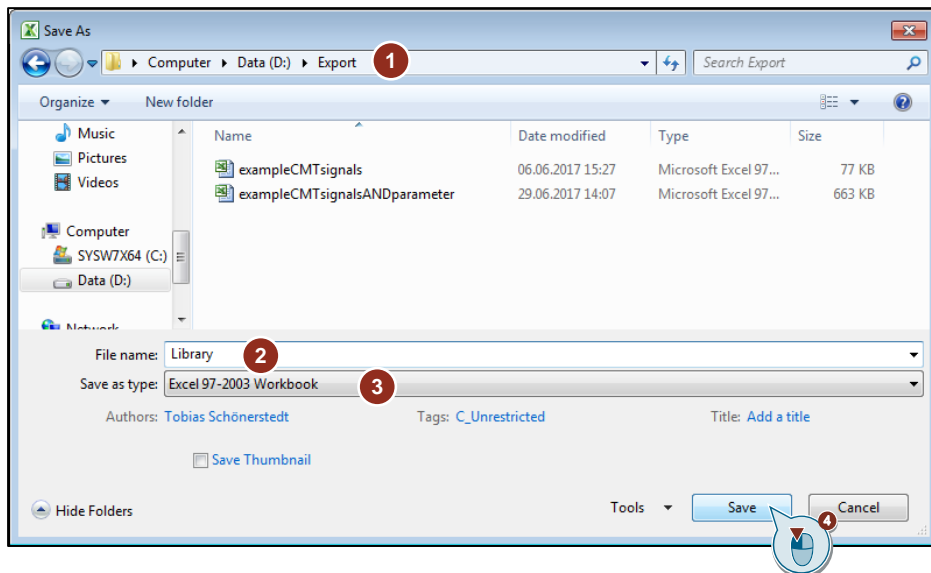 Save As
Computer Data (D:) Export 1 Search Export
Organize New folder
Name Date modified Type Size
Music
Pictures
Videos
Computer
SYSW7X64 (C:)
Data (D:)
Network
exampleCMTsignals 06.06.2017 15:27 Microsoft Excel 97... 77 KB
exampleCMTsignalsANDparameter 29.06.2017 14:07 Microsoft Excel 97... 663 KB
File name: Library 2
Save as type: Excel 97-2003 Workbook 3
Authors: Tobias Schönerstedt Tags: C_Unrestricted Title: Add a title
Save Thumbnail
Hide Folders Tools Save Cancel
4